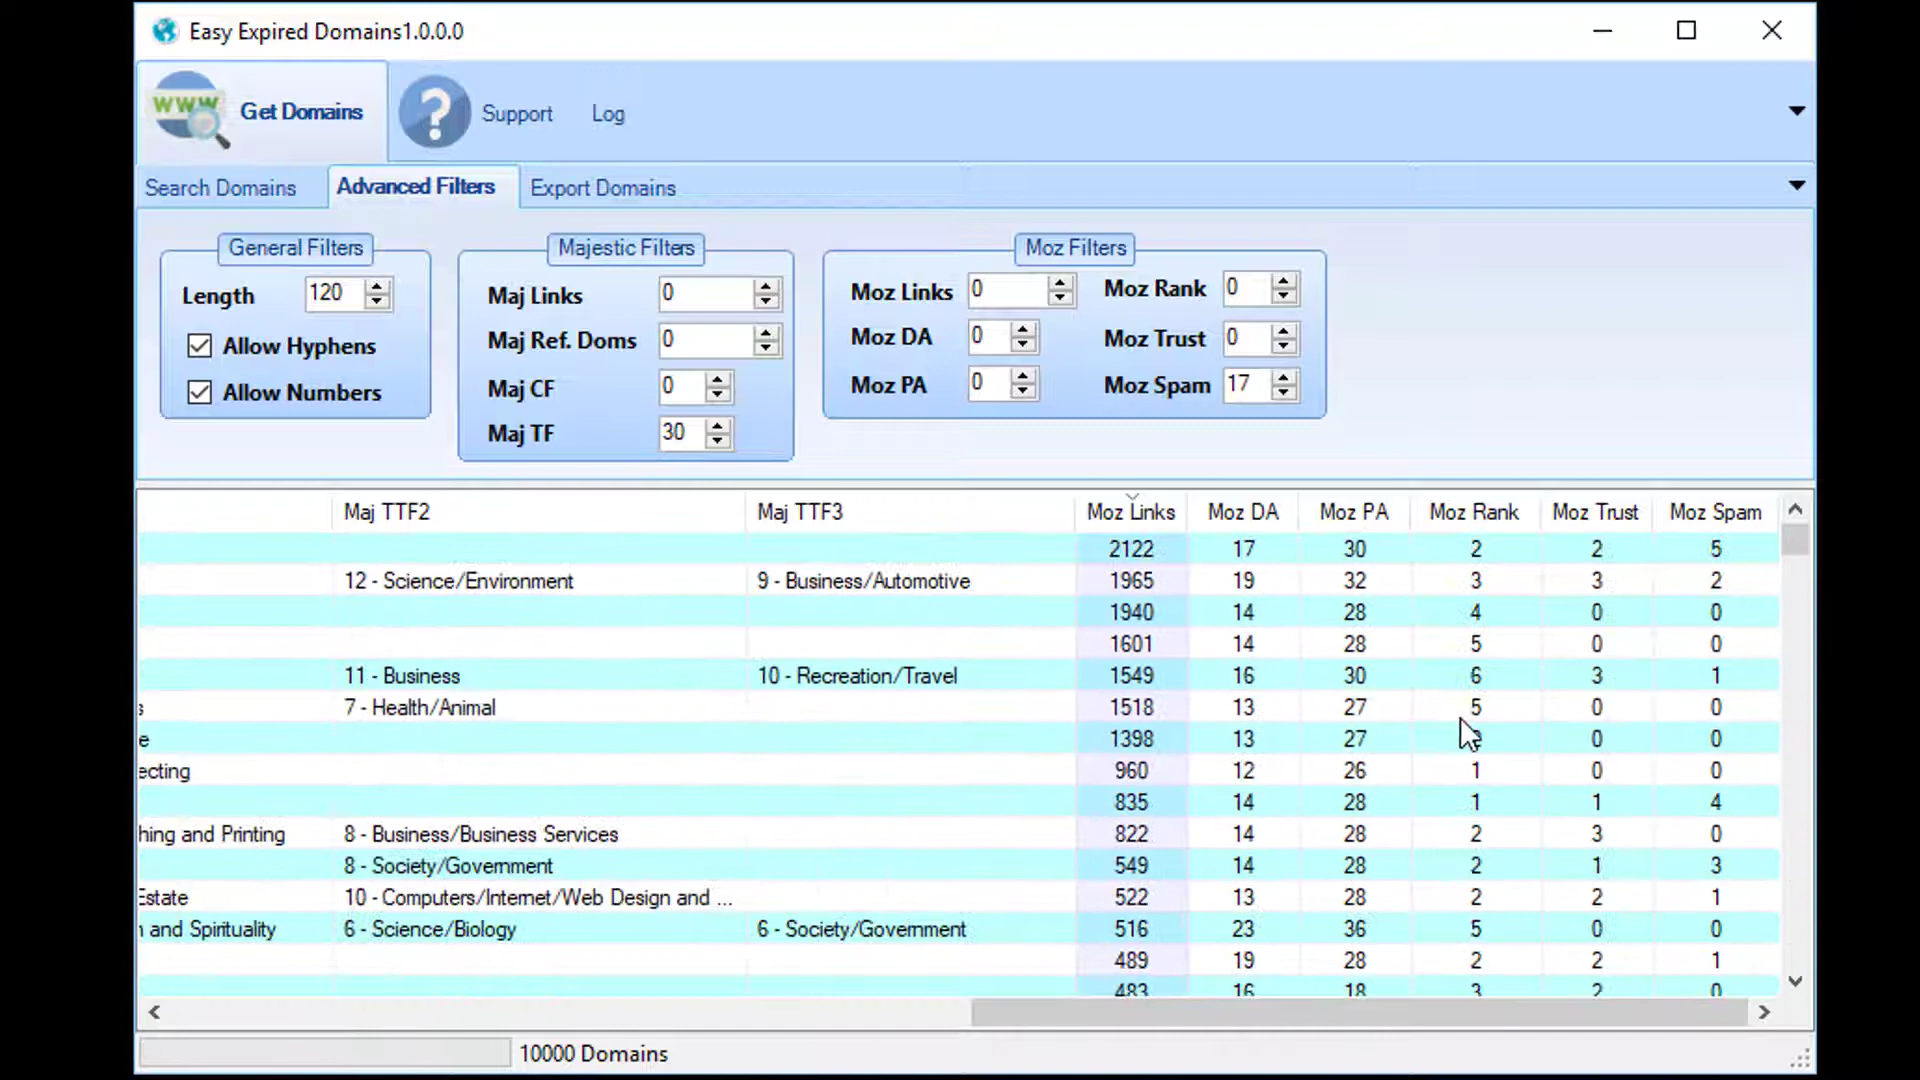 Easy Expired Domains1.0.0.0
WWW Get Domains ? Support Log
Search Domains Advanced Filters Export Domains
General Filters Majestic Filters Moz Filters
Length 120 Maj Links 0 Moz Links 0 Moz Rank 0
Allow Hyphens Maj Ref. Doms 0 Moz DA 0 Moz Trust 0
Allow Numbers Maj CF 0 Moz PA 0 Moz Spam 17
Maj TF 30
Maj TTF2 Maj TTF3 Moz Links Moz DA Moz PA Moz Rank Moz Trust Moz Spam
2122 17 30 2 2 5
12 - Science/Environment 9 - Business/Automotive 1965 19 32 3 3 2
1940 14 28 4 0 0
1601 14 28 5 0 0
11 - Business 10 - Recreation/Travel 1549 16 30 6 3 1
s 7 - Health/Animal 1518 13 27 5 0 0
e 1398 13 27 0 0
ecting 960 12 26 1 0 0
835 14 28 1 1 4
hing and Printing 8 - Business/Business Services 822 14 28 2 3 0
8 - Society/Government 549 14 28 2 1 3
Estate 10 - Computers/Internet/Web Design and ... 522 13 28 2 2 1
and Spirituality 6 - Science/Biology 6 - Society/Government 516 23 36 5 0 0
489 19 28 2 2 1
483 16 18 3 2 0
10000 Domains